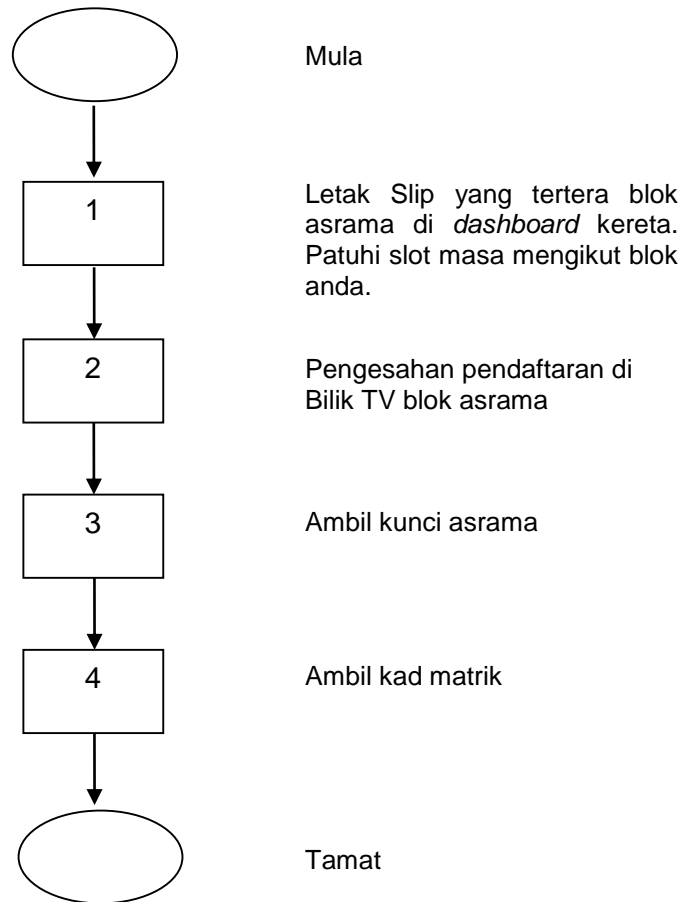 Mula
1
Letak Slip yang tertera blok
asrama di dashboard kereta.
Patuhi slot masa mengikut blok
anda.
2
Pengesahan pendaftaran di
Bilik TV blok asrama
3
Ambil kunci asrama
4
Ambil kad matrik
Tamat